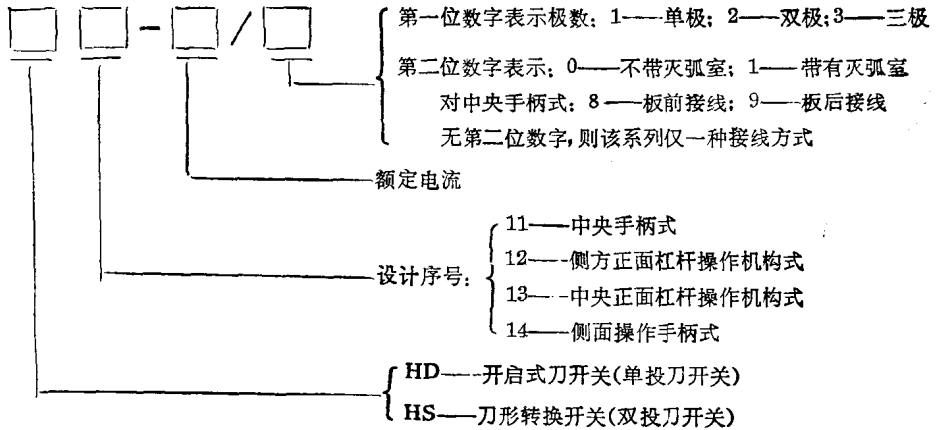 □ □-□/□
第一位数字表示极数：1——单极；2——双极;3——三极
第二位数字表示：0——不带灭弧室；1——带有灭弧室
对中央手柄式：8——板前接线；9——板后接线
无第二位数字，则该系列仅一种接线方式
额定电流
11——中央手柄式
12——侧方正面杠杆操作机构式
设计序号：
13——中央正面杠杆操作机构式
14——侧面操作手柄式
HD——开启式刀开关(单投刀开关)
HS——刀形转换开关(双投刀开关)